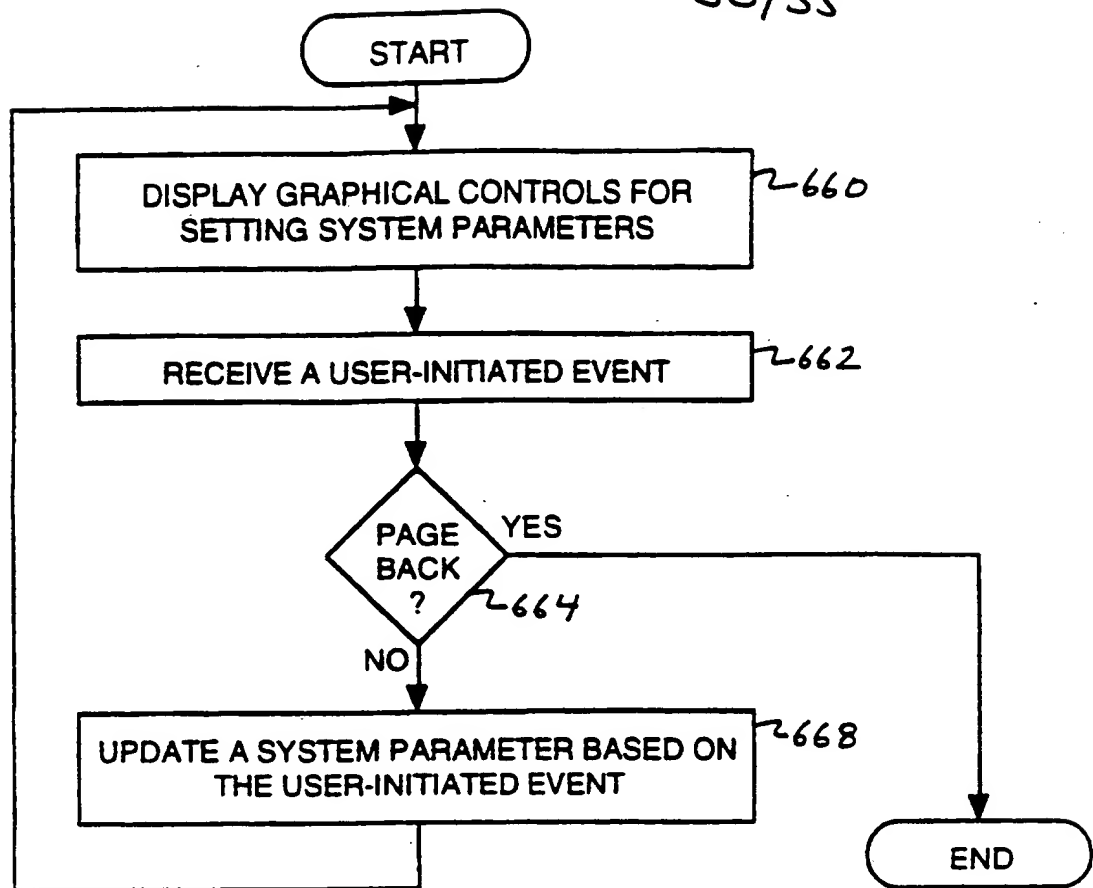 START
DISPLAY GRAPHICAL CONTROLS FOR
SETTING SYSTEM PARAMETERS
660
RECEIVE A USER-INITIATED EVENT
662
PAGE
BACK
?
YES
664
NO
UPDATE A SYSTEM PARAMETER BASED ON
THE USER-INITIATED EVENT
668
END